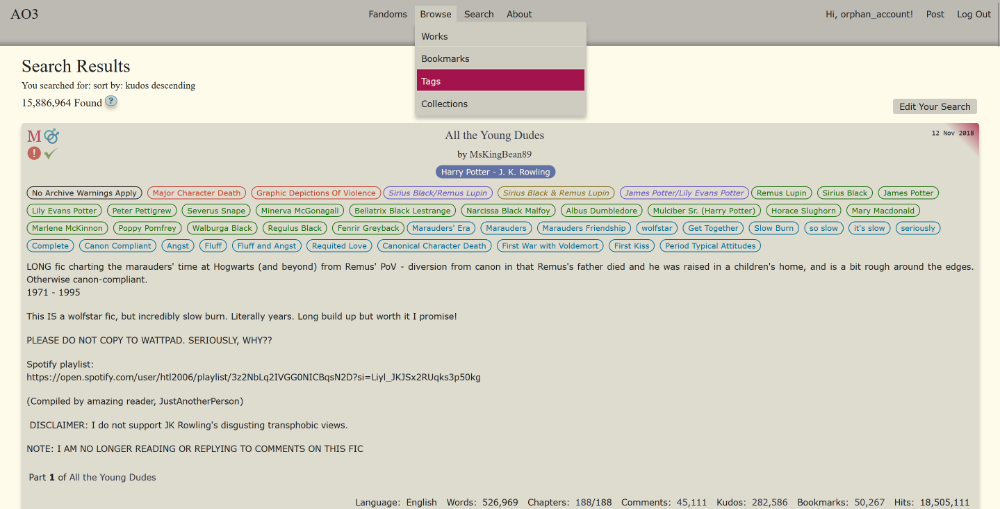 AO3 Fandoms Browse Search About Hi, orphan_account! Post Log Out
Works
Bookmarks
Tags
Collections
Search Results
You searched for: sort by: kudos descending
15,886,964 Found ?
Edit Your Search
M All the Young Dudes 12 Nov 2018
by MsKingBean89
Harry Potter - J. K. Rowling
No Archive Warnings Apply Major Character Death Graphic Depictions Of Violence Sirius Black/Remus Lupin Sirius Black & Remus Lupin James Potter/Lily Evans Potter Remus Lupin Sirius Black James Potter
Lily Evans Potter Peter Pettigrew Severus Snape Minerva McGonagall Bellatrix Black Lestrange Narcissa Black Malfoy Albus Dumbledore Mulciber Sr. (Harry Potter) Horace Slughorn Mary Macdonald
Marlene McKinnon Poppy Pomfrey Walburga Black Regulus Black Fenrir Greyback Marauders' Era Marauders Marauders Friendship wolfstar Get Together Slow Burn so slow it's slow seriously
Complete Canon Compliant Angst Fluff Fluff and Angst Requited Love Canonical Character Death First War with Voldemort First Kiss Period Typical Attitudes
LONG fic charting the marauders' time at Hogwarts (and beyond) from Remus' PoV - diversion from canon in that Remus's father died and he was raised in a children's home, and is a bit rough around the edges.
Otherwise canon-compliant.
1971 - 1995
This IS a wolfstar fic, but incredibly slow burn. Literally years. Long build up but worth it I promise!
PLEASE DO NOT COPY TO WATTPAD. SERIOUSLY, WHY??
Spotify playlist:
https://open.spotify.com/user/htl2006/playlist/3z2NbLq2IVGG0NICBqsN2D?si=Liyl_JKJSx2RUqks3p50kg
(Compiled by amazing reader, JustAnotherPerson)
DISCLAIMER: I do not support JK Rowling's disgusting transphobic views.
NOTE: I AM NO LONGER READING OR REPLYING TO COMMENTS ON THIS FIC
Part 1 of All the Young Dudes
Language: English Words: 526,969 Chapters: 188/188 Comments: 45,111 Kudos: 282,586 Bookmarks: 50,267 Hits: 18,505,111